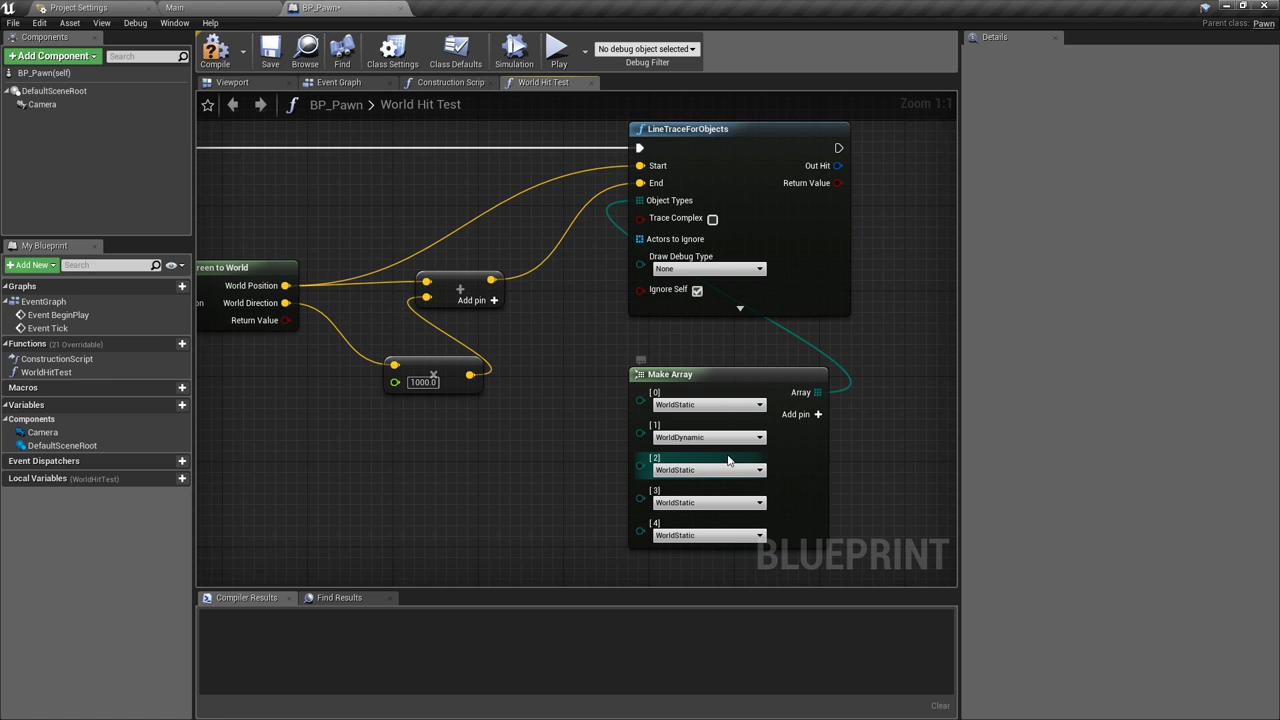 Project Settings
Main
BP_Pawn*
File Edit Asset View Debug Window Help
Parent class: Pawn
Components
Add Component
Search
BP_Pawn(self)
DefaultSceneRoot
Camera
My Blueprint
Add New
Search
Graphs
EventGraph
Event BeginPlay
Event Tick
Functions (21 Overridable)
ConstructionScript
WorldHitTest
Macros
Variables
Components
Camera
DefaultSceneRoot
Event Dispatchers
Local Variables (WorldHitTest)
Compile
Save
Browse
Find
Class Settings
Class Defaults
Simulation
Play
No debug object selected
Debug Filter
Viewport
Event Graph
Construction Scrip
World Hit Test
BP_Pawn > World Hit Test
Zoom 1:1
reen to World
World Position
World Direction
on
Return Value
+
Add pin +
×
1000.0
LineTraceForObjects
Start
Out Hit
End
Return Value
Object Types
Trace Complex
Actors to Ignore
Draw Debug Type
None
Ignore Self
Make Array
[0]
WorldStatic
Array
Add pin +
[1]
WorldDynamic
[2]
WorldStatic
[3]
WorldStatic
[4]
WorldStatic
BLUEPRINT
Compiler Results
Find Results
Clear
Details